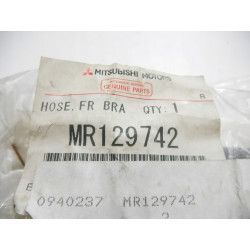 MITSUBISHI MOTORS
GENUINE PARTS
R
HOSE, FR BRA QTY: 1
MR129742
0940237 MR129742